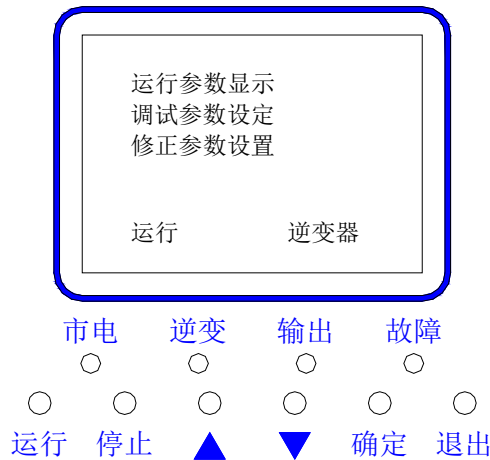 运行参数显示
调试参数设定
修正参数设置
运行 逆变器
市电 逆变 输出 故障
运行 停止 ▲ ▼ 确定 退出